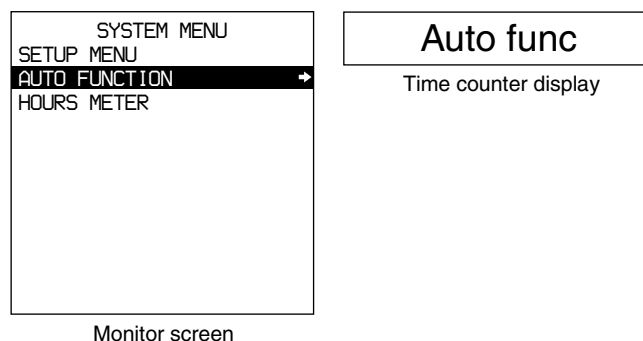 SYSTEM MENU
SETUP MENU
AUTO FUNCTION ➡
HOURS METER
Monitor screen
Auto func
Time counter display